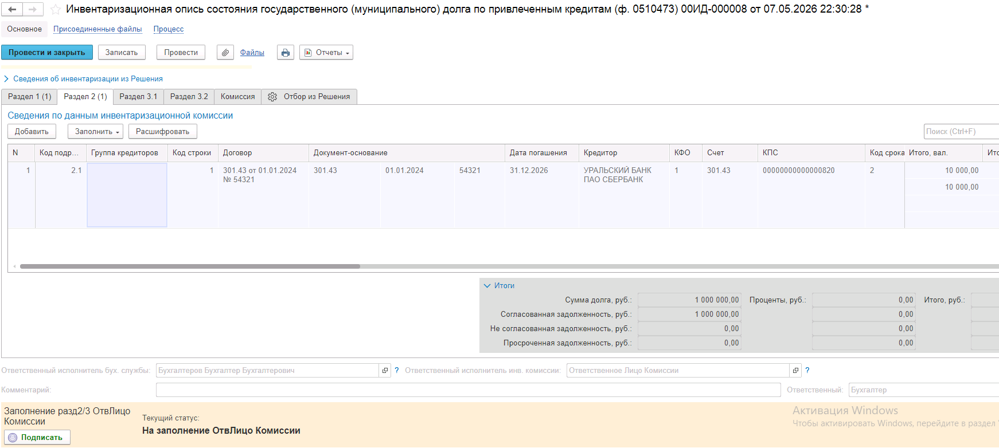 Инвентаризационная опись состояния государственного (муниципального) долга по привлеченным кредитам (ф. 0510473) 00ИД-000008 от 07.05.2026 22:30:28 *
Основное Присоединенные файлы Процесс
Провести и закрыть Записать Провести Файлы Отчеты
Сведения об инвентаризации из Решения
Раздел 1 (1) Раздел 2 (1) Раздел 3.1 Раздел 3.2 Комиссия Отбор из Решения
Сведения по данным инвентаризационной комиссии
Добавить Заполнить Расшифровать Поиск (Ctrl+F)
N Код подр... Группа кредиторов Код строки Договор Документ-основание Дата погашения Кредитор КФО Счет КПС Код срока Итого, вал. Ито
1 2.1 1 301.43 от 01.01.2024 301.43 01.01.2024 54321 31.12.2026 УРАЛЬСКИЙ БАНК 1 301.43 00000000000000820 2 10 000,00
№ 54321 ПАО СБЕРБАНК
10 000,00
Итоги
Сумма долга, руб.: 1 000 000,00 Проценты, руб.: 0,00 Итого, руб.:
Согласованная задолженность, руб.: 1 000 000,00 0,00
Не согласованная задолженность, руб.: 0,00 0,00
Просроченная задолженность, руб.: 0,00 0,00
Ответственный исполнитель бух. службы: Бухгалтеров Бухгалтер Бухгалтерович ? Ответственный исполнитель инв. комиссии: Ответственное Лицо Комиссии ?
Комментарий: Ответственный: Бухгалтер
Заполнение разд2/3 ОтвЛицо
Комиссии
Подписать
Текущий статус:
На заполнение ОтвЛицо Комиссии
Активация Windows
Чтобы активировать Windows, перейдите в раздел "